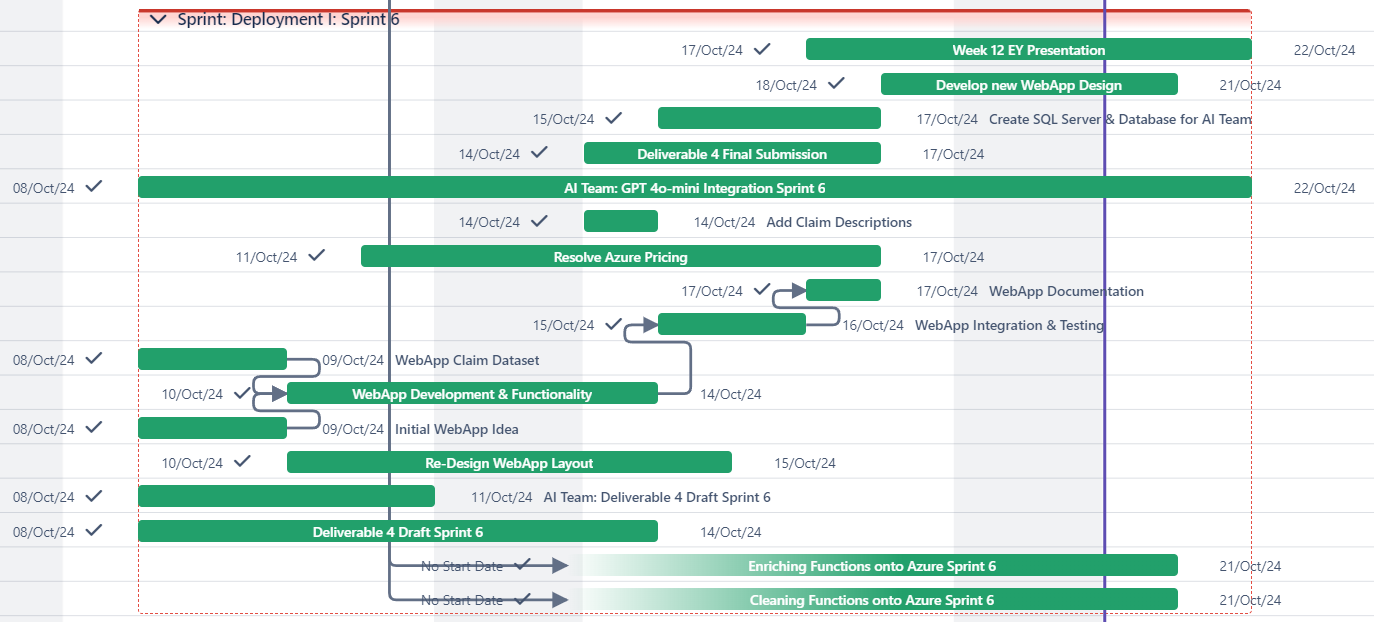 Sprint: Deployment I: Sprint 6
17/Oct/24 Week 12 EY Presentation 22/Oct/24
18/Oct/24 Develop new WebApp Design 21/Oct/24
15/Oct/24 17/Oct/24 Create SQL Server & Database for AI Team
14/Oct/24 Deliverable 4 Final Submission 17/Oct/24
08/Oct/24 AI Team: GPT 4o-mini Integration Sprint 6 22/Oct/24
14/Oct/24 14/Oct/24 Add Claim Descriptions
11/Oct/24 Resolve Azure Pricing 17/Oct/24
17/Oct/24 17/Oct/24 WebApp Documentation
15/Oct/24 16/Oct/24 WebApp Integration & Testing
08/Oct/24 09/Oct/24 WebApp Claim Dataset
10/Oct/24 WebApp Development & Functionality 14/Oct/24
08/Oct/24 09/Oct/24 Initial WebApp Idea
10/Oct/24 Re-Design WebApp Layout 15/Oct/24
08/Oct/24 11/Oct/24 AI Team: Deliverable 4 Draft Sprint 6
08/Oct/24 Deliverable 4 Draft Sprint 6 14/Oct/24
No Start Date Enriching Functions onto Azure Sprint 6 21/Oct/24
No Start Date Cleaning Functions onto Azure Sprint 6 21/Oct/24